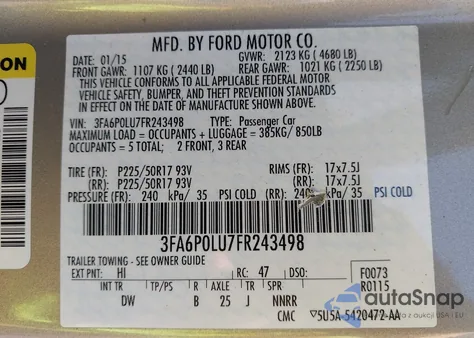 MFD. BY FORD MOTOR CO.
DATE: 01/15 GVWR: 2123 KG (4680 LB)
FRONT GAWR: 1107 KG (2440 LB) REAR GAWR: 1021 KG (2250 LB)
THIS VEHICLE CONFORMS TO ALL APPLICABLE FEDERAL MOTOR
VEHICLE SAFETY, BUMPER, AND THEFT PREVENTION STANDARDS
IN EFFECT ON THE DATE OF MANUFACTURE SHOWN ABOVE.
VIN: 3FA6P0LU7FR243498 TYPE: Passenger Car
MAXIMUM LOAD = OCCUPANTS + LUGGAGE = 385KG/850LB
OCCUPANTS = 5 TOTAL; 2 FRONT, 3 REAR
TIRE (FR): P225/50R17 93V RIMS (FR): 17x7.5J
(RR): P225/50R17 93V (RR): 17x7.5J
PRESSURE (FR): 240 kPa/ 35 PSI COLD (RR): 240 kPa/ 35 PSI COLD
3FA6P0LU7FR243498
TRAILER TOWING - SEE OWNER GUIDE
EXT PNT: HI RC: 47 DSO: F0073
INT TR TP/PS R AXLE TR SPR R0115
DW B 25 J NNRR
CMC 5U5A-5420472-AA
ON
autoSnap